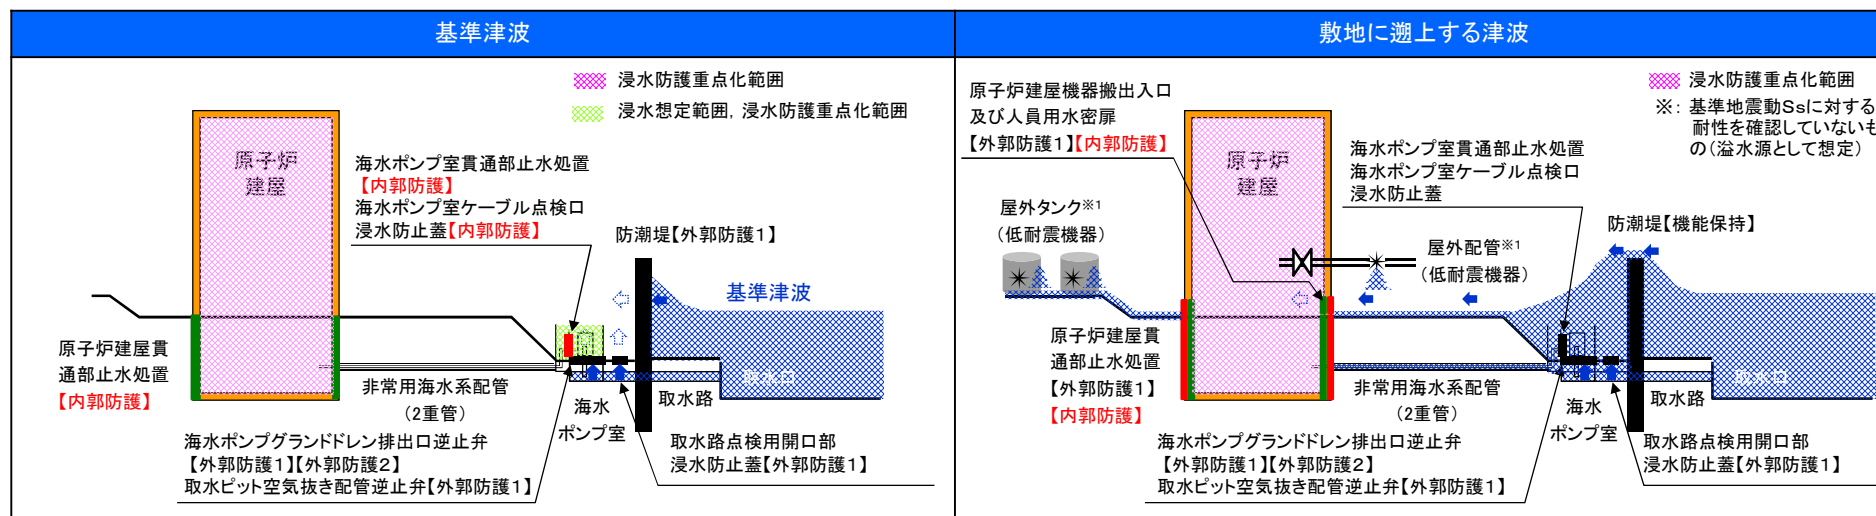 基準津波
浸水防護重点化範囲
浸水想定範囲，浸水防護重点化範囲
原子炉
建屋
海水ポンプ室貫通部止水処置
【内郭防護】
海水ポンプ室ケーブル点検口
浸水防止蓋【内郭防護】
防潮堤【外郭防護１】
基準津波
原子炉建屋貫
通部止水処置
【内郭防護】
非常用海水系配管
（2重管）
海水
ポンプ室
取水路
取水口
海水ポンプグランドドレン排出口逆止弁
【外郭防護１】【外郭防護２】
取水ピット空気抜き配管逆止弁【外郭防護１】
取水路点検用開口部
浸水防止蓋【外郭防護１】
敷地に遡上する津波
原子炉建屋機器搬出入口
及び人員用水密扉
【外郭防護１】【内郭防護】
浸水防護重点化範囲
※：基準地震動Ssに対する
耐性を確認していないも
の（溢水源として想定）
原子炉
建屋
海水ポンプ室貫通部止水処置
海水ポンプ室ケーブル点検口
浸水防止蓋
屋外タンク※1
（低耐震機器）
防潮堤【機能保持】
屋外配管※1
（低耐震機器）
原子炉建屋貫
通部止水処置
【外郭防護１】
【内郭防護】
非常用海水系配管
（2重管）
海水
ポンプ室
取水路
取水口
海水ポンプグランドドレン排出口逆止弁
【外郭防護１】【外郭防護２】
取水ピット空気抜き配管逆止弁【外郭防護１】
取水路点検用開口部
浸水防止蓋【外郭防護１】